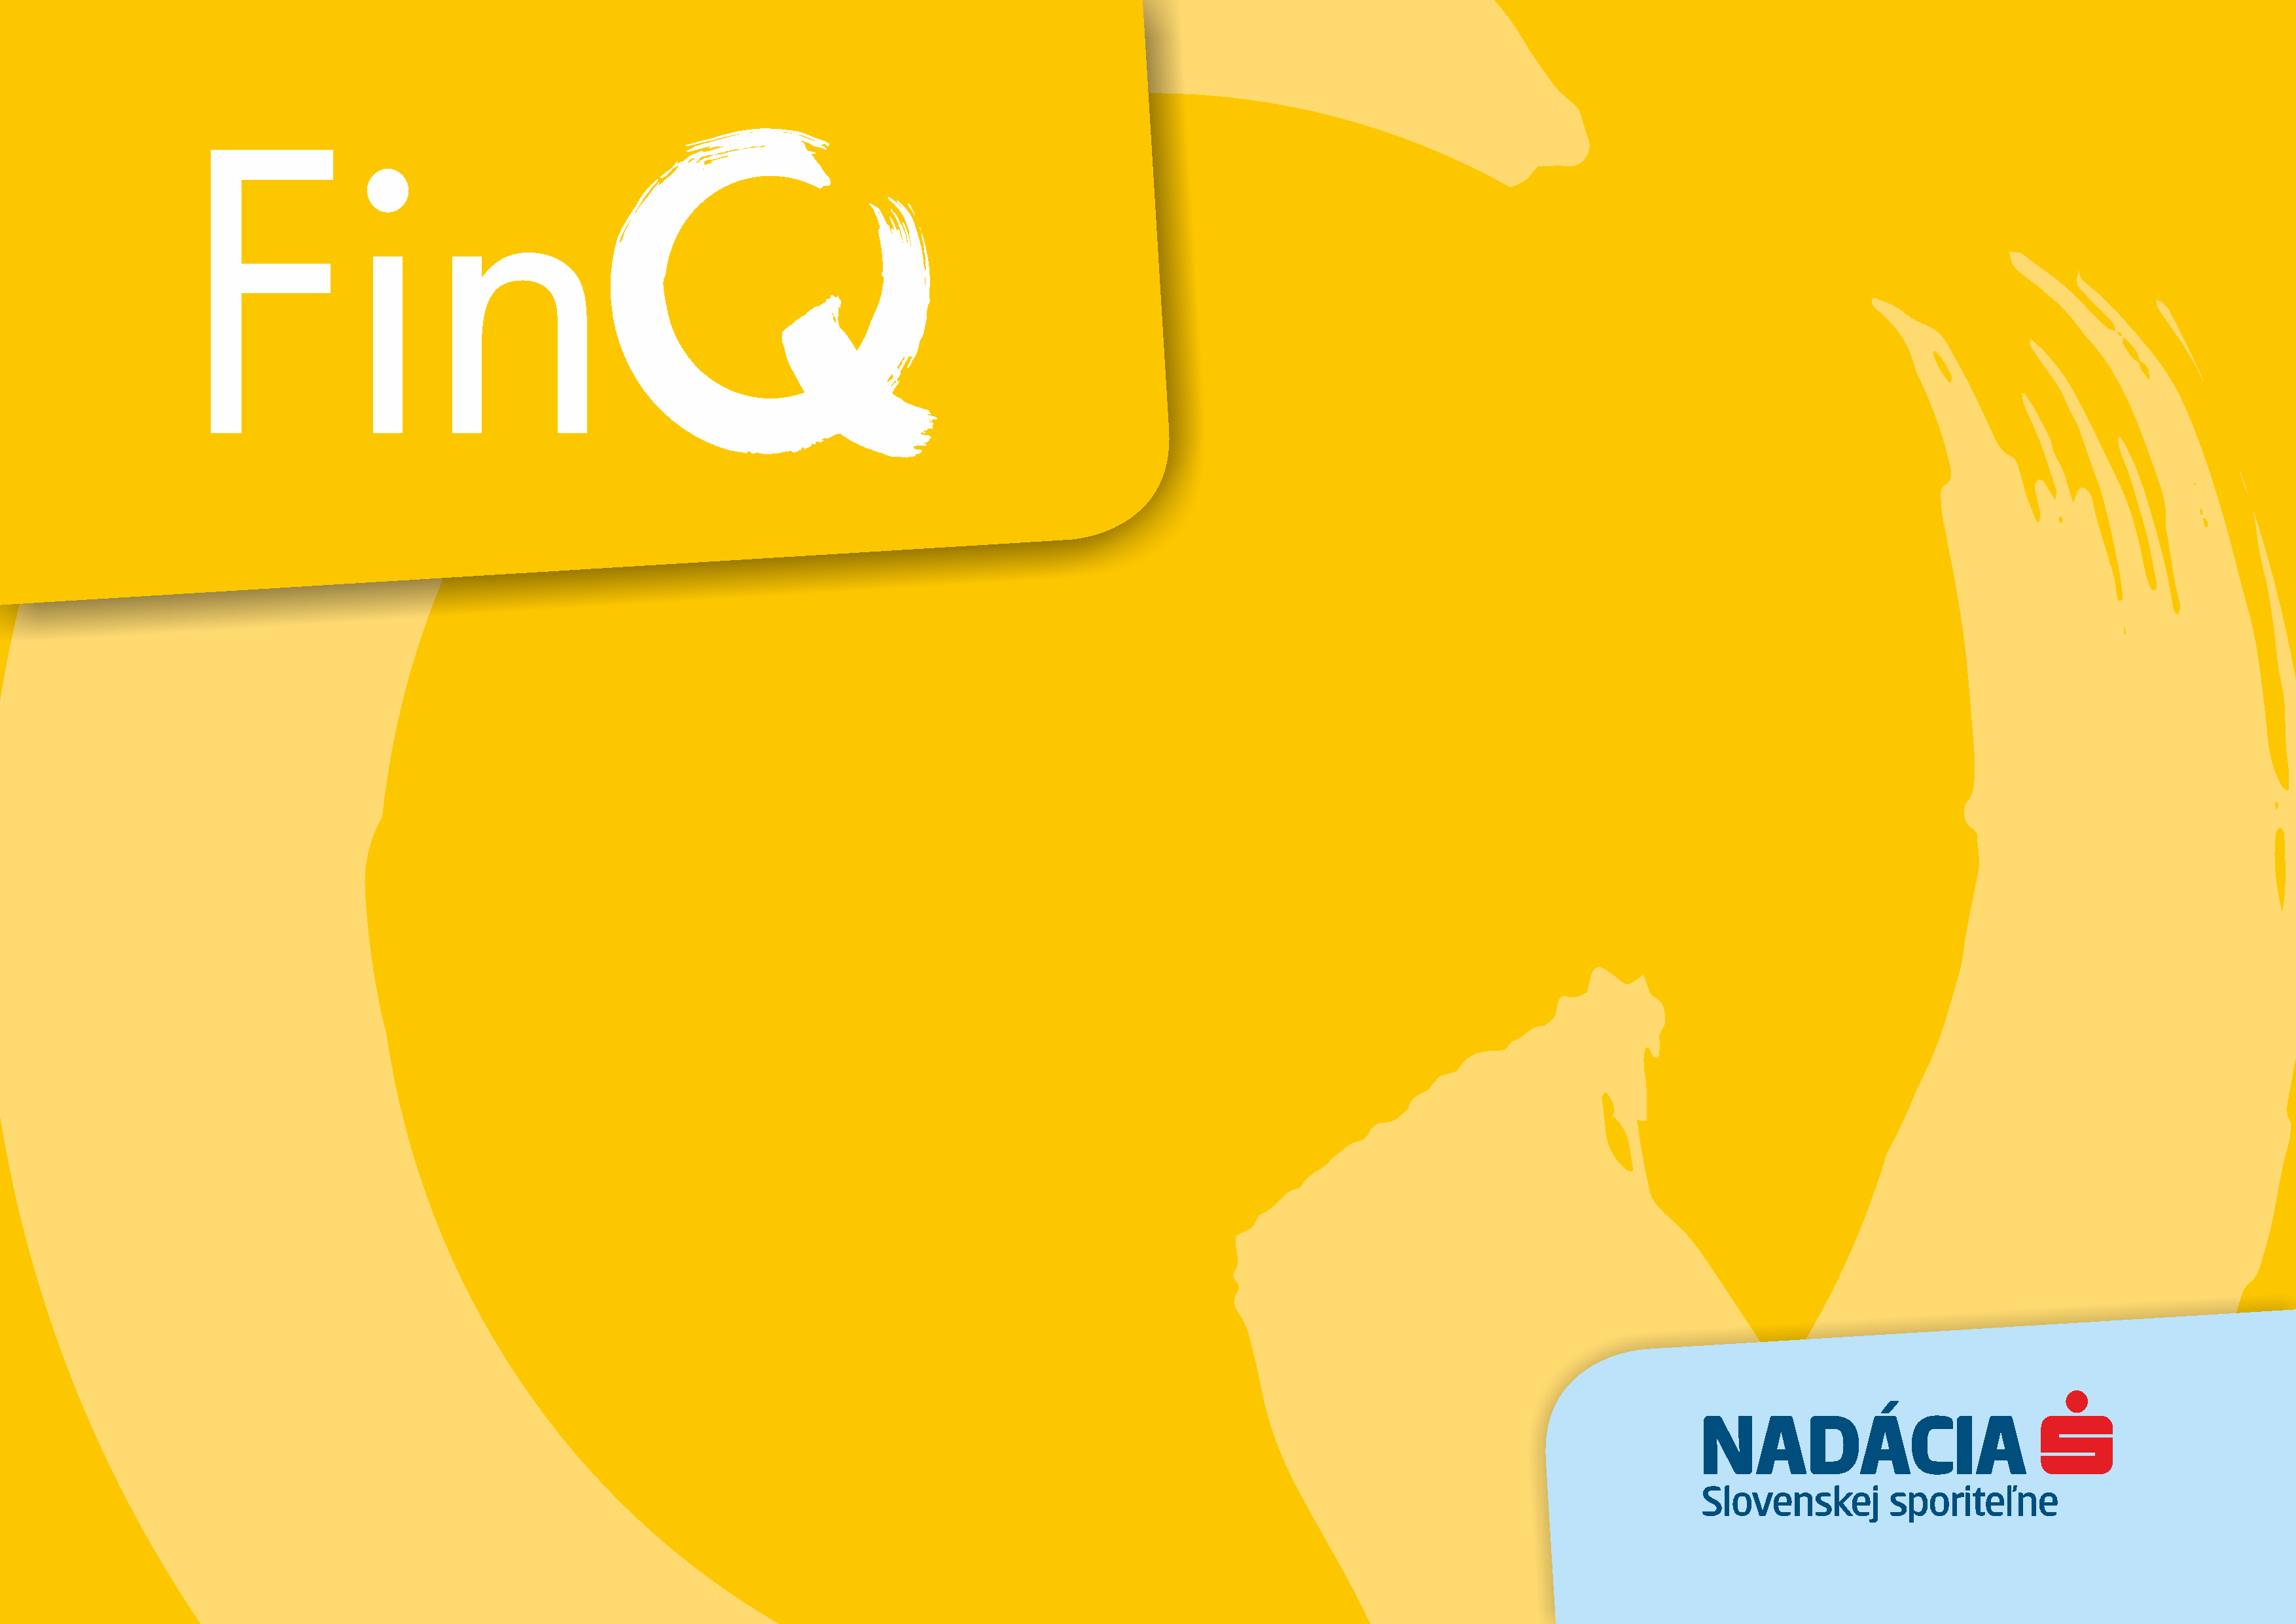 FinQ
NADÁCIA
Slovenskej sporiteľne